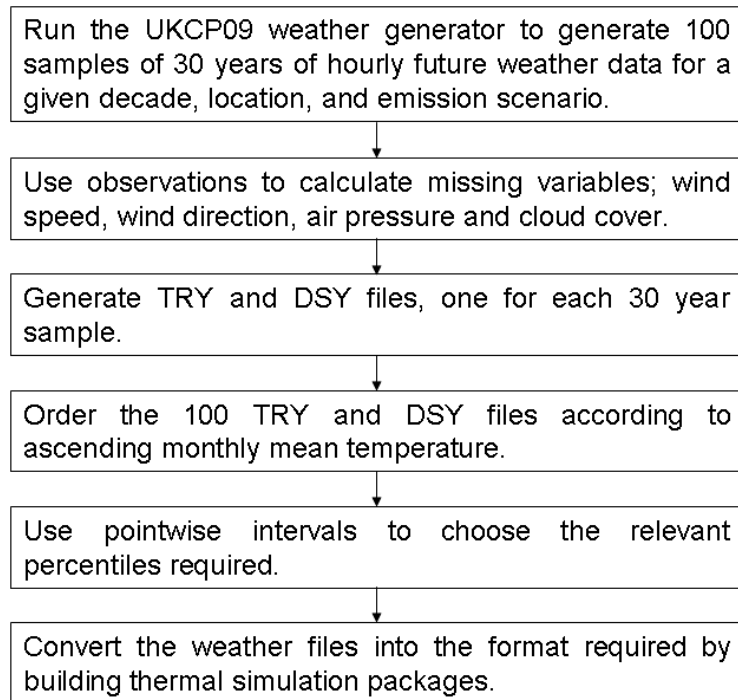 Run the UKCP09 weather generator to generate 100
samples of 30 years of hourly future weather data for a
given decade, location, and emission scenario.
Use observations to calculate missing variables; wind
speed, wind direction, air pressure and cloud cover.
Generate TRY and DSY files, one for each 30 year
sample.
Order the 100 TRY and DSY files according to
ascending monthly mean temperature.
Use pointwise intervals to choose the relevant
percentiles required.
Convert the weather files into the format required by
building thermal simulation packages.